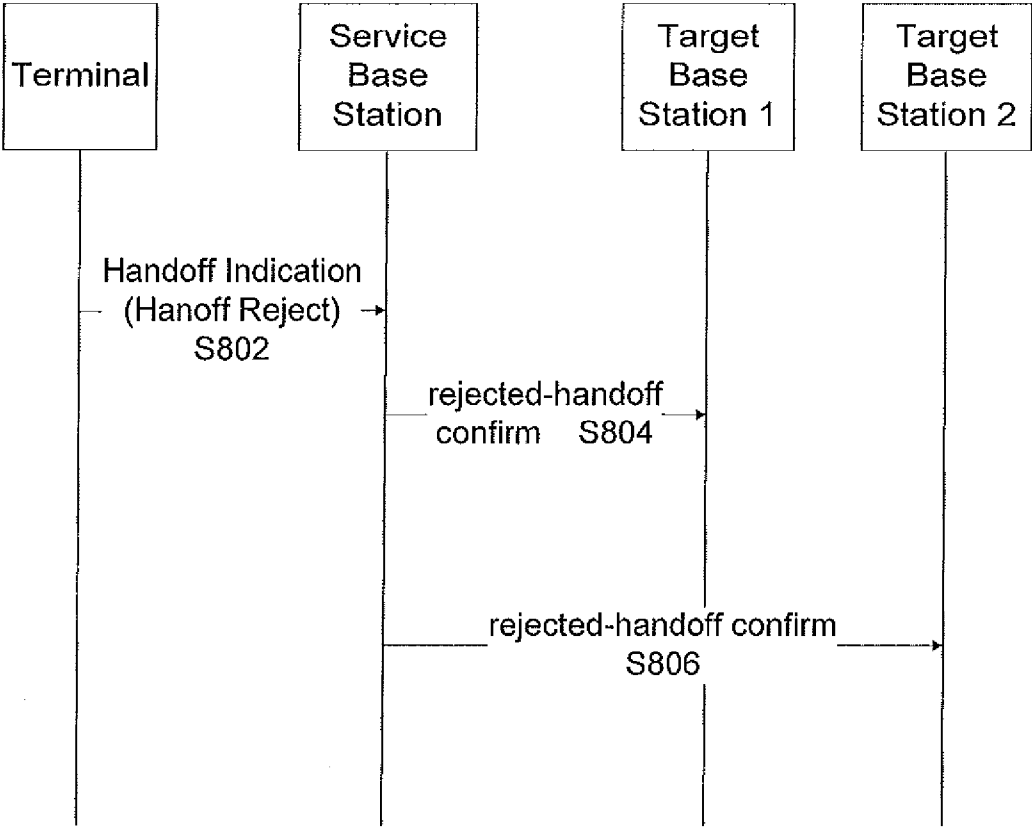 Terminal
Service
Base
Station
Target
Base
Station 1
Target
Base
Station 2
Handoff Indication
(Hanoff Reject)
S802
rejected-handoff
confirm S804
rejected-handoff confirm
S806